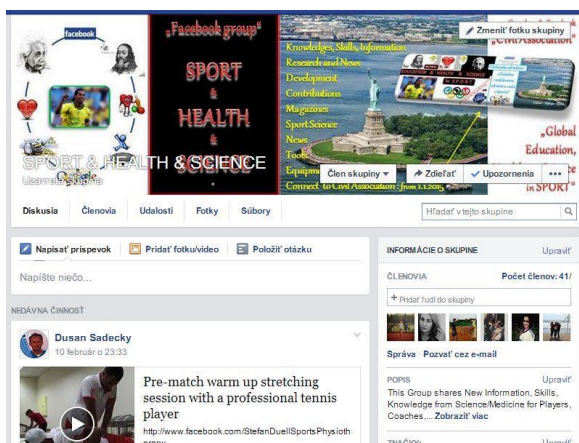 facebook
„Facebook group“
SPORT
&
HEALTH
&
SCIENCE
Knowledges, Skills, Information
Research and News
Development
Contributions
Magazines
Sport Science
News
Tools
Connect to Civil Association : from 1.1.2015
Zmeniť fotku skupiny
"Civil Association"
„Global
Education,
in SPORT"
SPORT & HEALTH & SCIENCE
Uzavretá skupina
Google
Člen skupiny
Zdieľať
Upozornenia
Diskusia
Členovia
Udalosti
Fotky
Súbory
Hľadať v tejto skupine
Napísať príspevok
Pridať fotku/video
Položiť otázku
Napíšte niečo...
NEDÁVNA ČINNOSŤ
Dusan Sadecky
10 február o 23:33
Pre-match warm up stretching
session with a professional tennis
player
http://www.facebook.com/StefanDuellSportsPhysioth
INFORMÁCIE O SKUPINE
Upraviť
ČLENOVIA
Počet členov: 41/
+ Pridať ľudí do skupiny
Správa · Pozvať cez e-mail
POPIS
Upraviť
This Group shares New Information, Skills,
Knowledge from Science/Medicine for Players,
Coaches,... Zobraziť viac
ZNAČKY
Upraviť